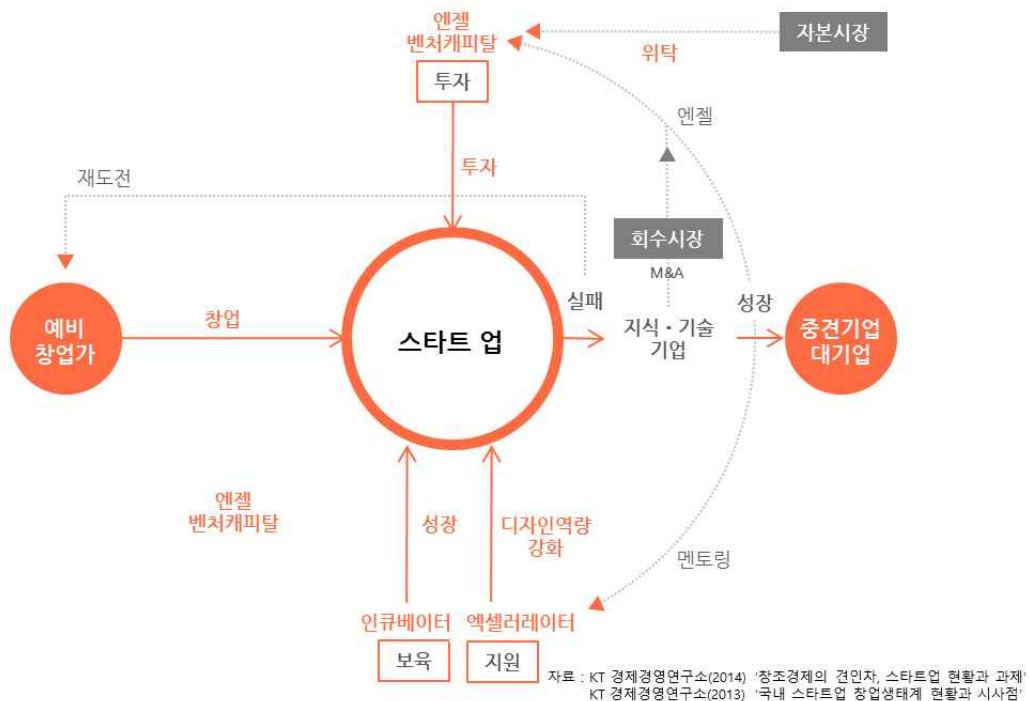 엔젤
벤처캐피탈
투자
자본시장
위탁
엔젤
투자
재도전
회수시장
M&A
실패
성장
예비
창업가
창업
스타트 업
지식·기술
기업
중견기업
대기업
엔젤
벤처캐피탈
성장
디자인역량
강화
멘토링
인큐베이터
엑셀러레이터
보육
지원
자료 : KT 경제경영연구소(2014) '창조경제의 견인차, 스타트업 현황과 과제'
KT 경제경영연구소(2013) '국내 스타트업 창업생태계 현황과 시사점'